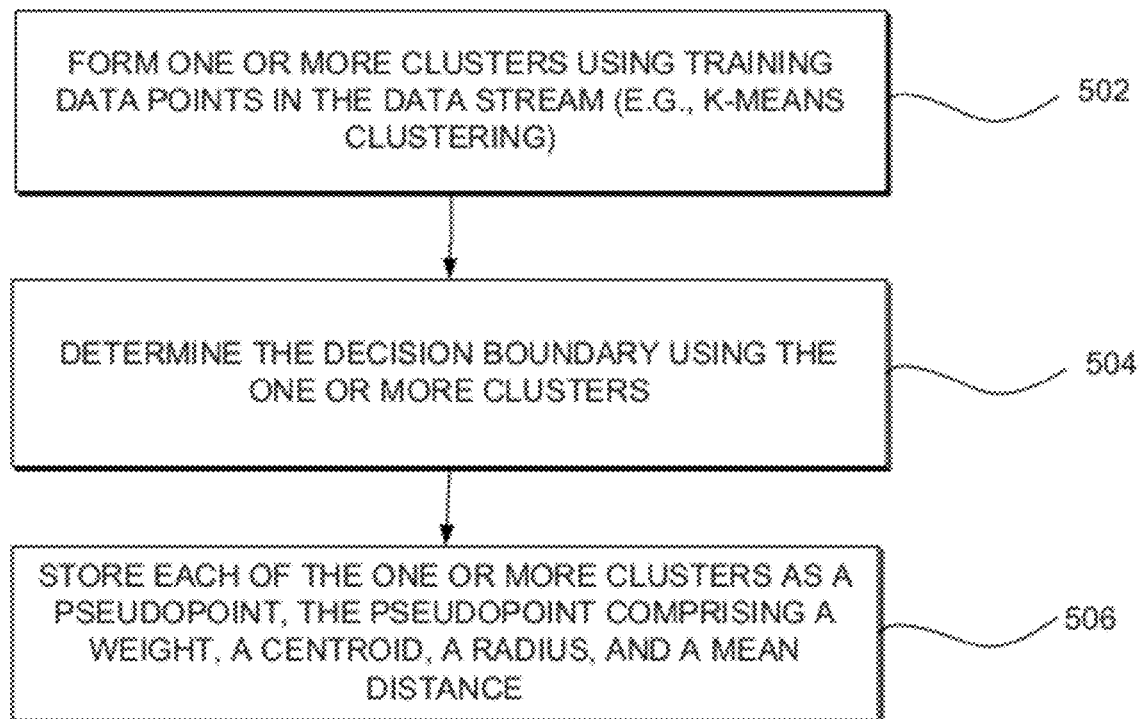 FORM ONE OR MORE CLUSTERS USING TRAINING
DATA POINTS IN THE DATA STREAM (E.G., K-MEANS
CLUSTERING)
502
DETERMINE THE DECISION BOUNDARY USING THE
ONE OR MORE CLUSTERS
504
STORE EACH OF THE ONE OR MORE CLUSTERS AS A
PSEUDOPOINT, THE PSEUDOPOINT COMPRISING A
WEIGHT, A CENTROID, A RADIUS, AND A MEAN
DISTANCE
506